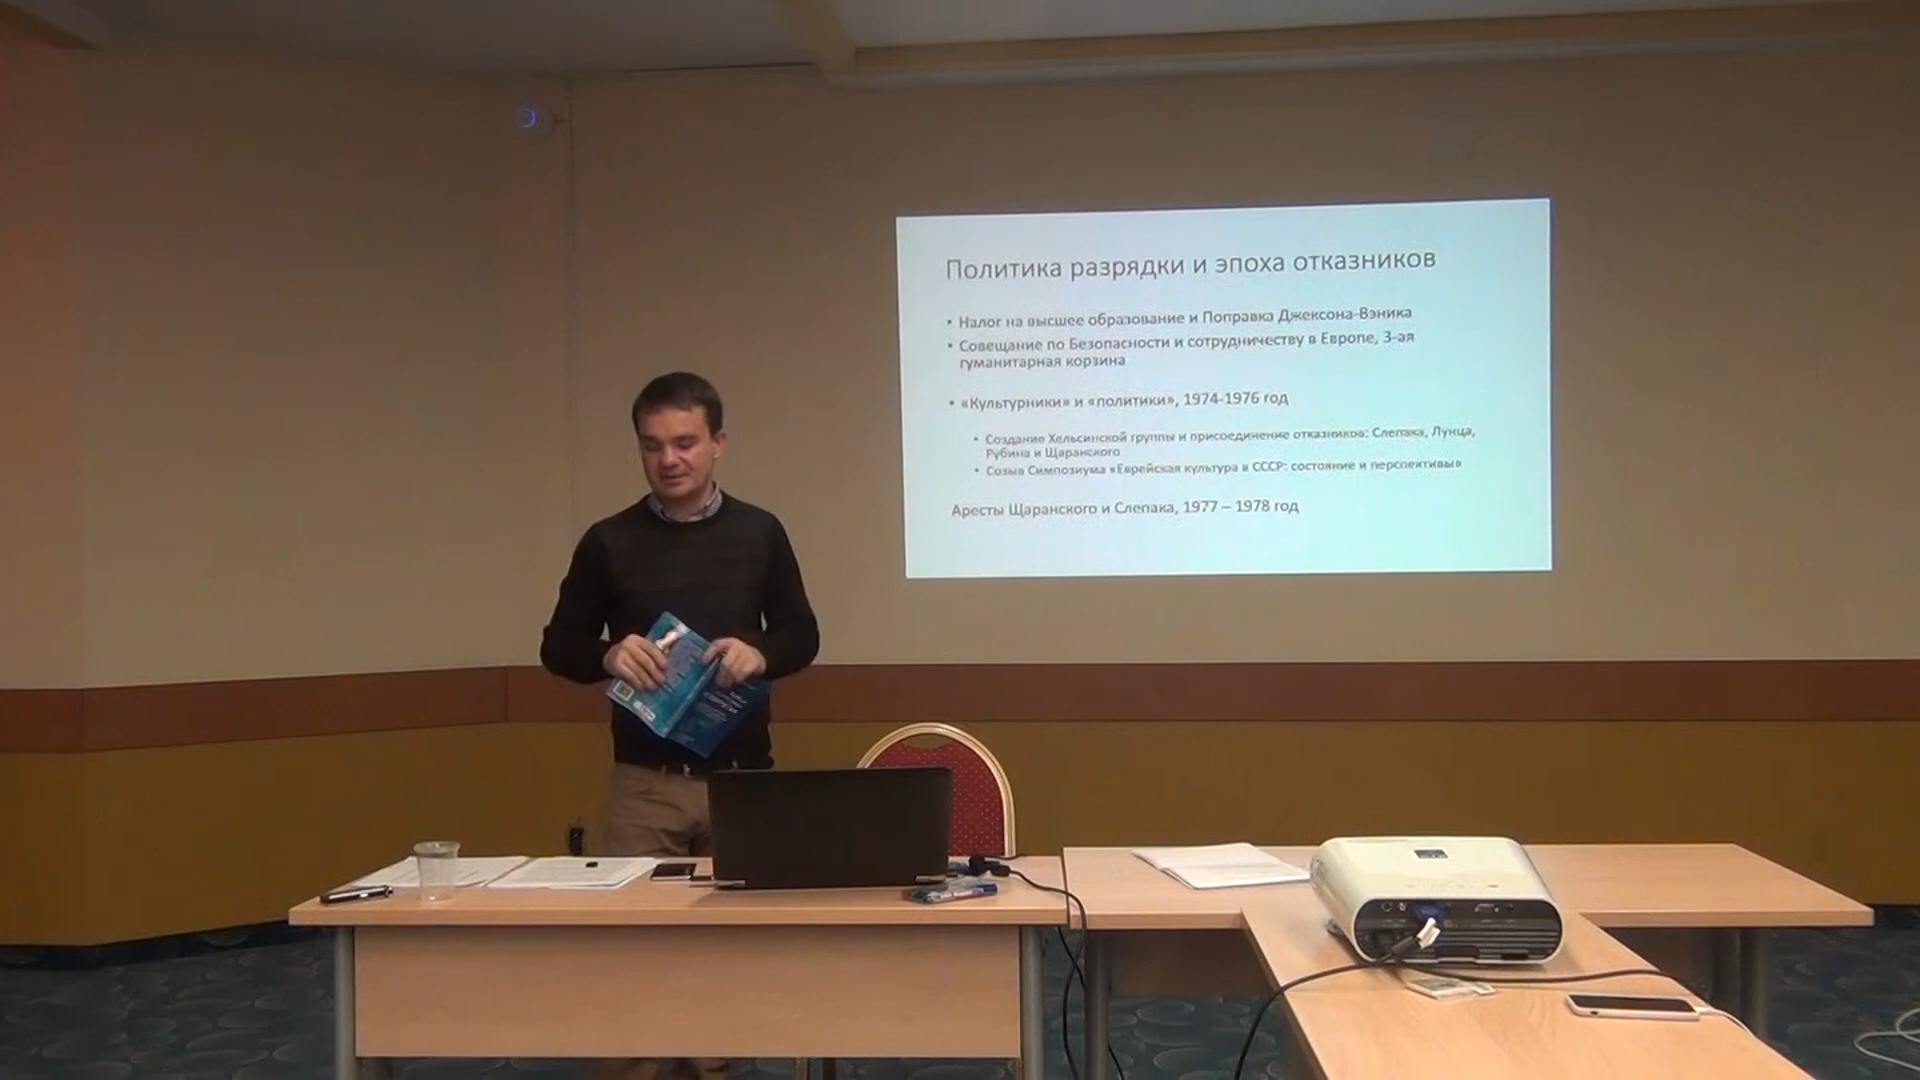 Политика разрядки и эпоха отказников
• Налог на высшее образование и Поправка Джексона-Вэника
• Совещание по Безопасности и сотрудничеству в Европе, 3-ая
гуманитарная корзина
• «Культурники» и «политики», 1974-1976 год
• Создание Хельсинской группы и присоединение отказников: Слепака, Лунца,
Рубина и Щаранского
• Созыв Симпозиума «Еврейская культура в СССР: состояние и перспективы»
Аресты Щаранского и Слепака, 1977 – 1978 год